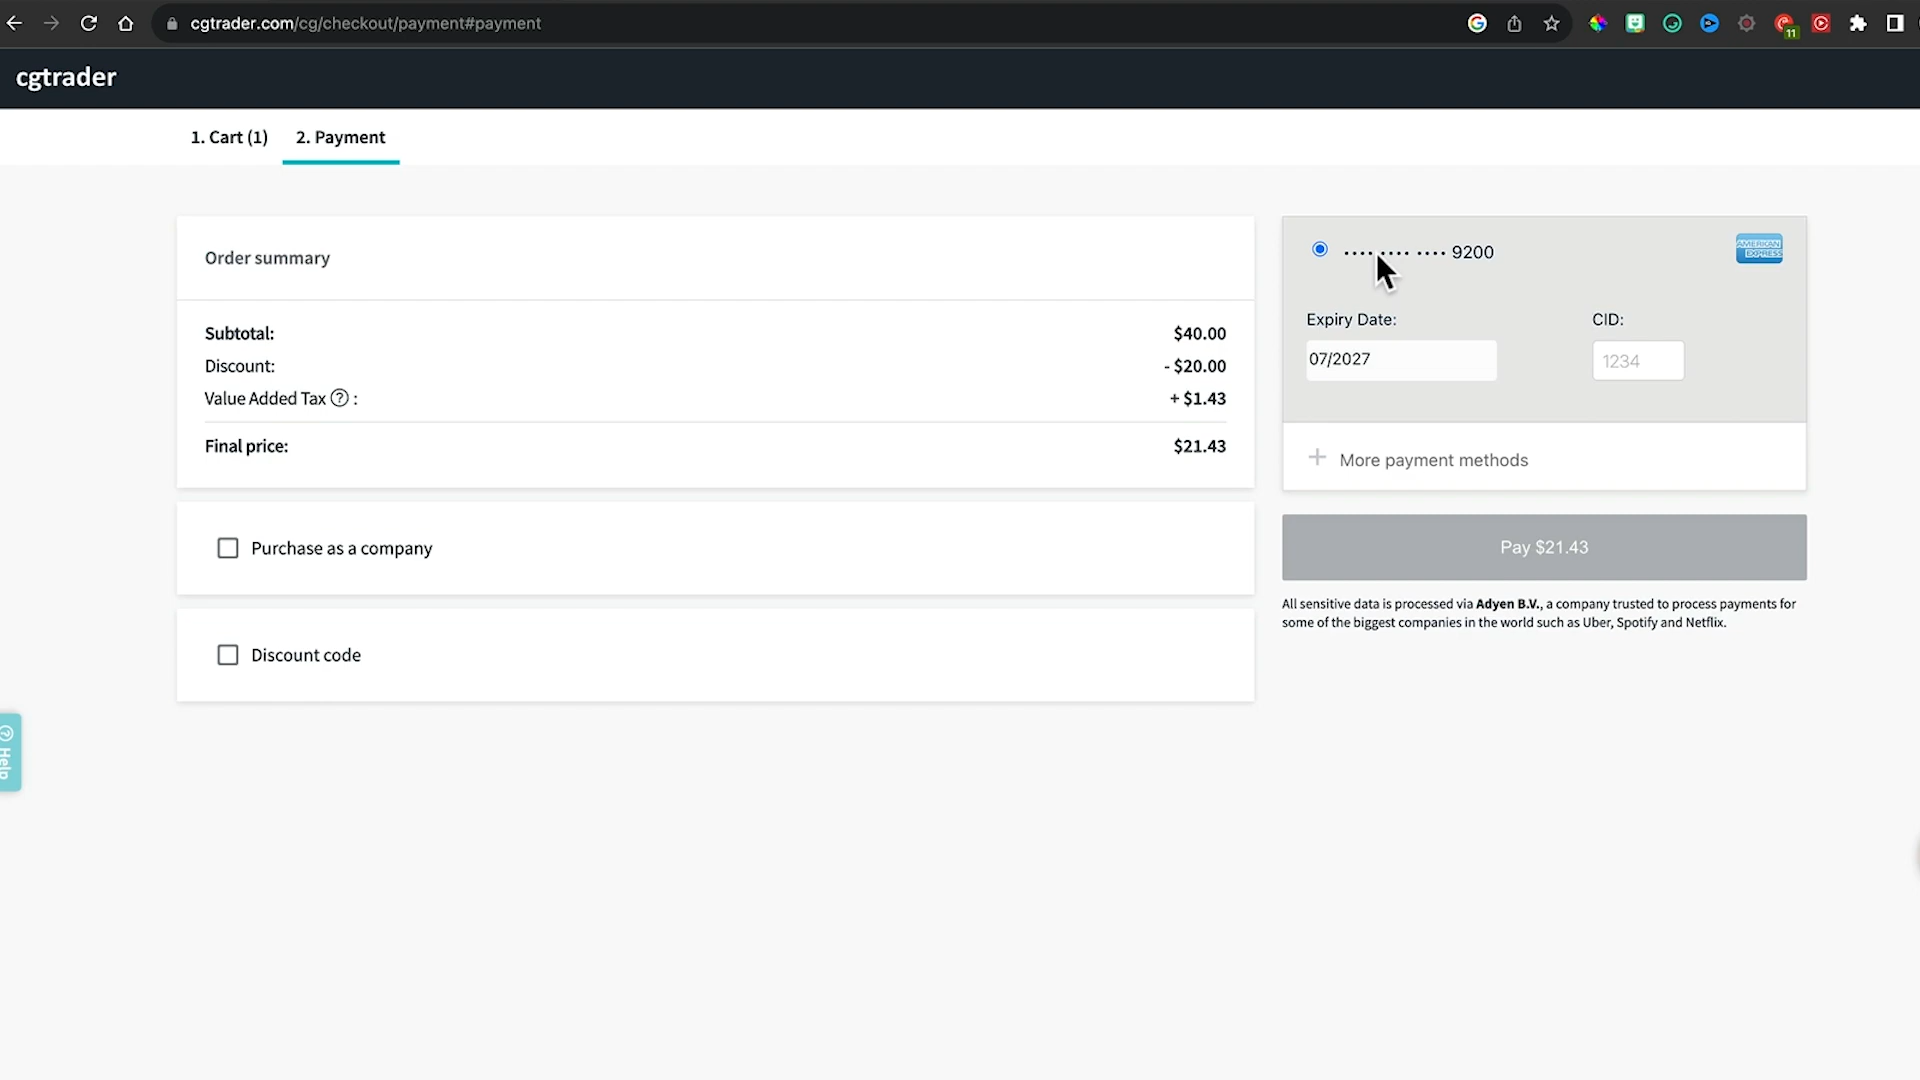 cgtrader.com/cg/checkout/payment#payment
11
cgtrader
1. Cart (1) 2. Payment
Order summary
Subtotal: $40.00
Discount: - $20.00
Value Added Tax ? : + $1.43
Final price: $21.43
Purchase as a company
Discount code
•••• •••• •••• 9200
AMERICAN
EXPRESS
Expiry Date: CID:
07/2027 1234
+ More payment methods
Pay $21.43
All sensitive data is processed via Adyen B.V., a company trusted to process payments for
some of the biggest companies in the world such as Uber, Spotify and Netflix.
? Help